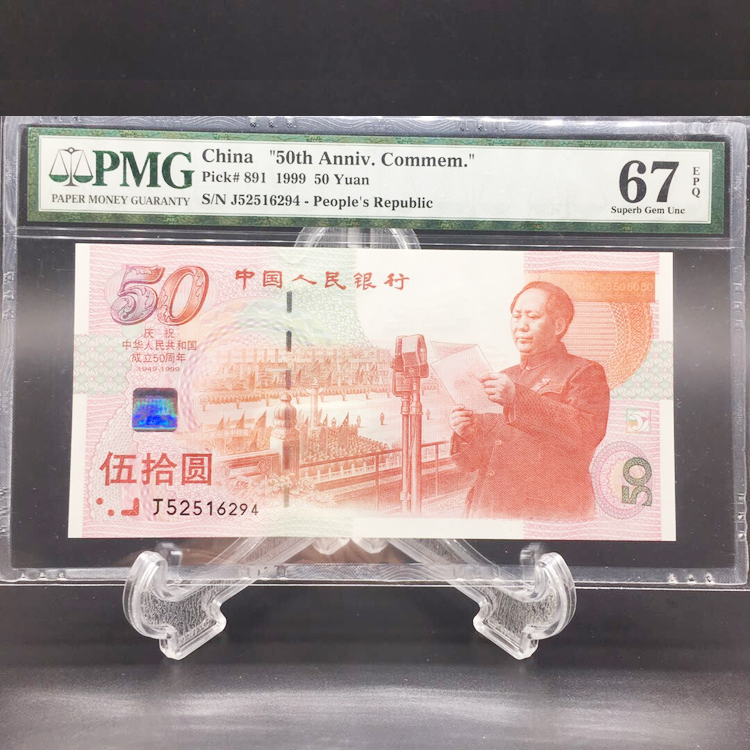 PMG
PAPER MONEY GUARANTY
China "50th Anniv. Commem."
Pick# 891 1999 50 Yuan
S/N J52516294 - People's Republic
67
EPQ
Superb Gem Unc
50
中国人民银行
庆祝
中华人民共和国
成立50周年
1949-1999
伍拾圆
J52516294
50